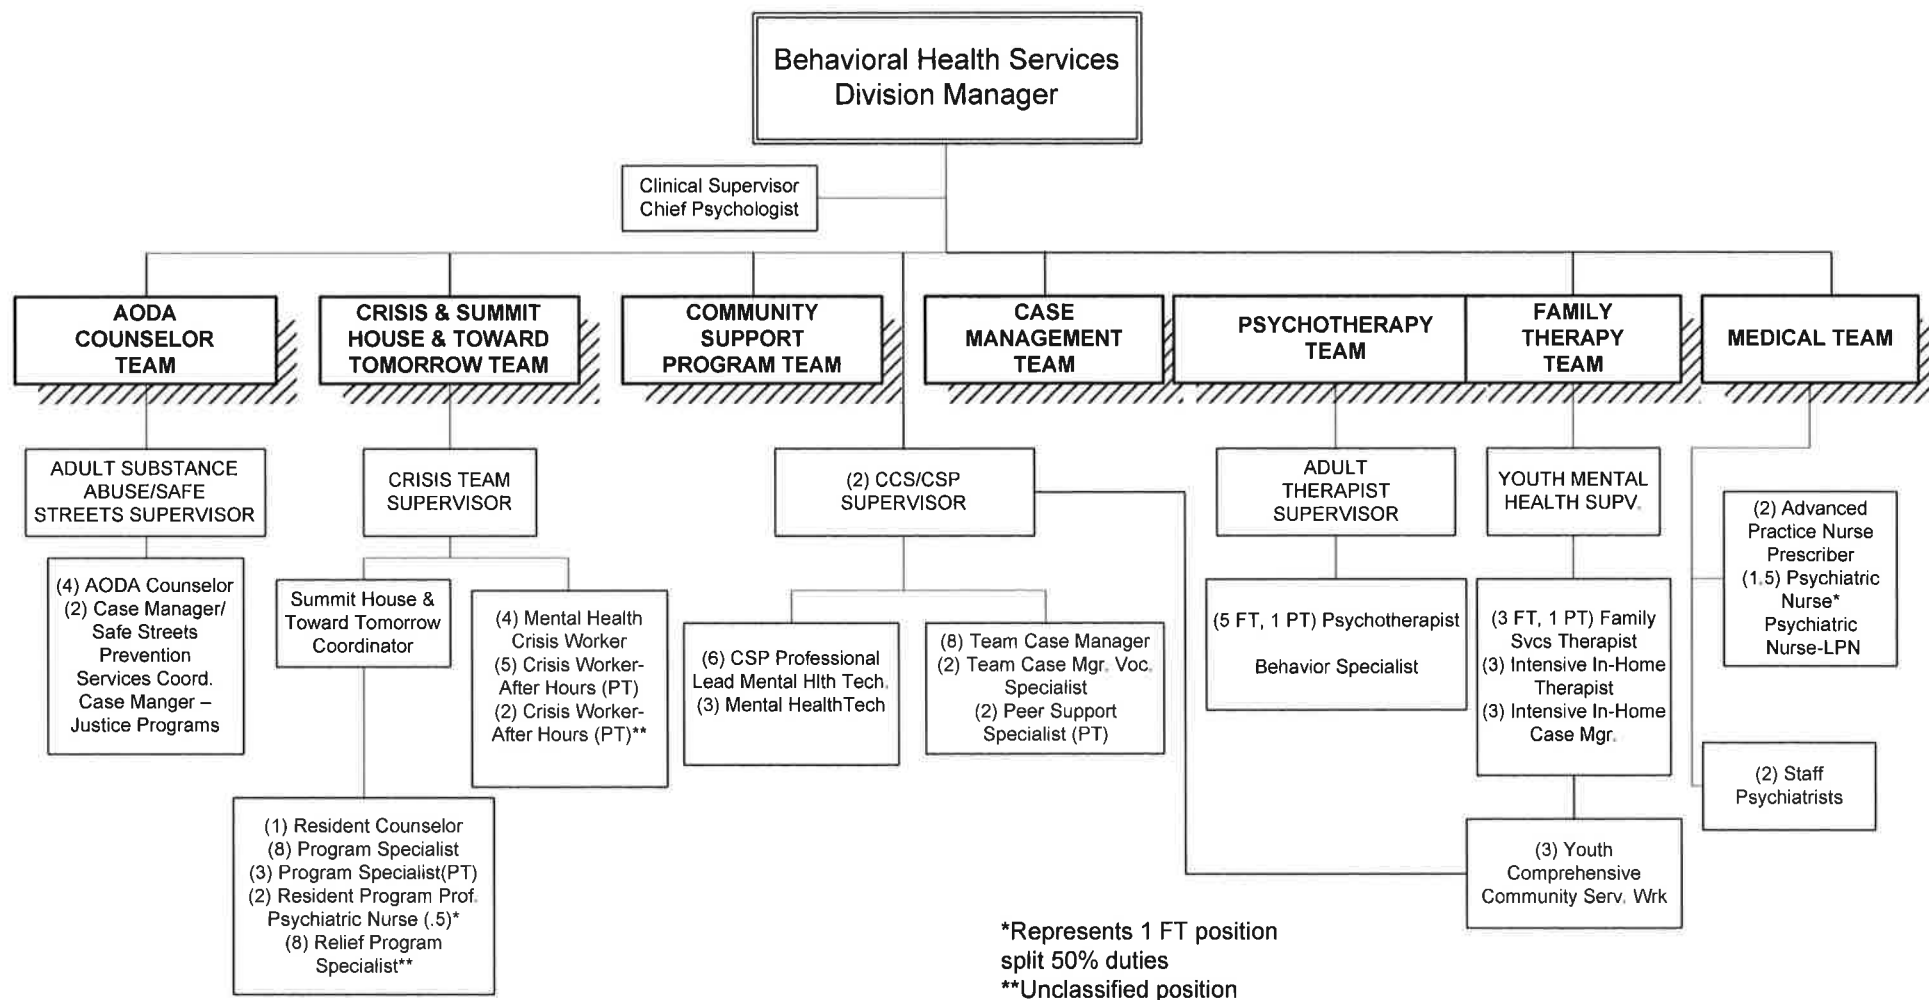 Behavioral Health Services
Division Manager
Clinical Supervisor
Chief Psychologist
AODA
COUNSELOR
TEAM
CRISIS & SUMMIT
HOUSE & TOWARD
TOMORROW TEAM
COMMUNITY
SUPPORT
PROGRAM TEAM
CASE
MANAGEMENT
TEAM
PSYCHOTHERAPY
TEAM
FAMILY
THERAPY
TEAM
MEDICAL TEAM
ADULT SUBSTANCE
ABUSE/SAFE
STREETS SUPERVISOR
CRISIS TEAM
SUPERVISOR
(2) CCS/CSP
SUPERVISOR
ADULT
THERAPIST
SUPERVISOR
YOUTH MENTAL
HEALTH SUPV.
(2) Advanced
Practice Nurse
Prescriber
(1.5) Psychiatric
Nurse*
Psychiatric
Nurse-LPN
(4) AODA Counselor
(2) Case Manager/
Safe Streets
Prevention
Services Coord.
Case Manger –
Justice Programs
Summit House &
Toward Tomorrow
Coordinator
(4) Mental Health
Crisis Worker
(5) Crisis Worker-
After Hours (PT)
(2) Crisis Worker-
After Hours (PT)**
(6) CSP Professional
Lead Mental Hlth Tech.
(3) Mental HealthTech
(8) Team Case Manager
(2) Team Case Mgr. Voc.
Specialist
(2) Peer Support
Specialist (PT)
(5 FT, 1 PT) Psychotherapist
Behavior Specialist
(3 FT, 1 PT) Family
Svcs Therapist
(3) Intensive In-Home
Therapist
(3) Intensive In-Home
Case Mgr.
(2) Staff
Psychiatrists
(1) Resident Counselor
(8) Program Specialist
(3) Program Specialist(PT)
(2) Resident Program Prof.
Psychiatric Nurse (.5)*
(8) Relief Program
Specialist**
(3) Youth
Comprehensive
Community Serv. Wrk
*Represents 1 FT position
split 50% duties
**Unclassified position